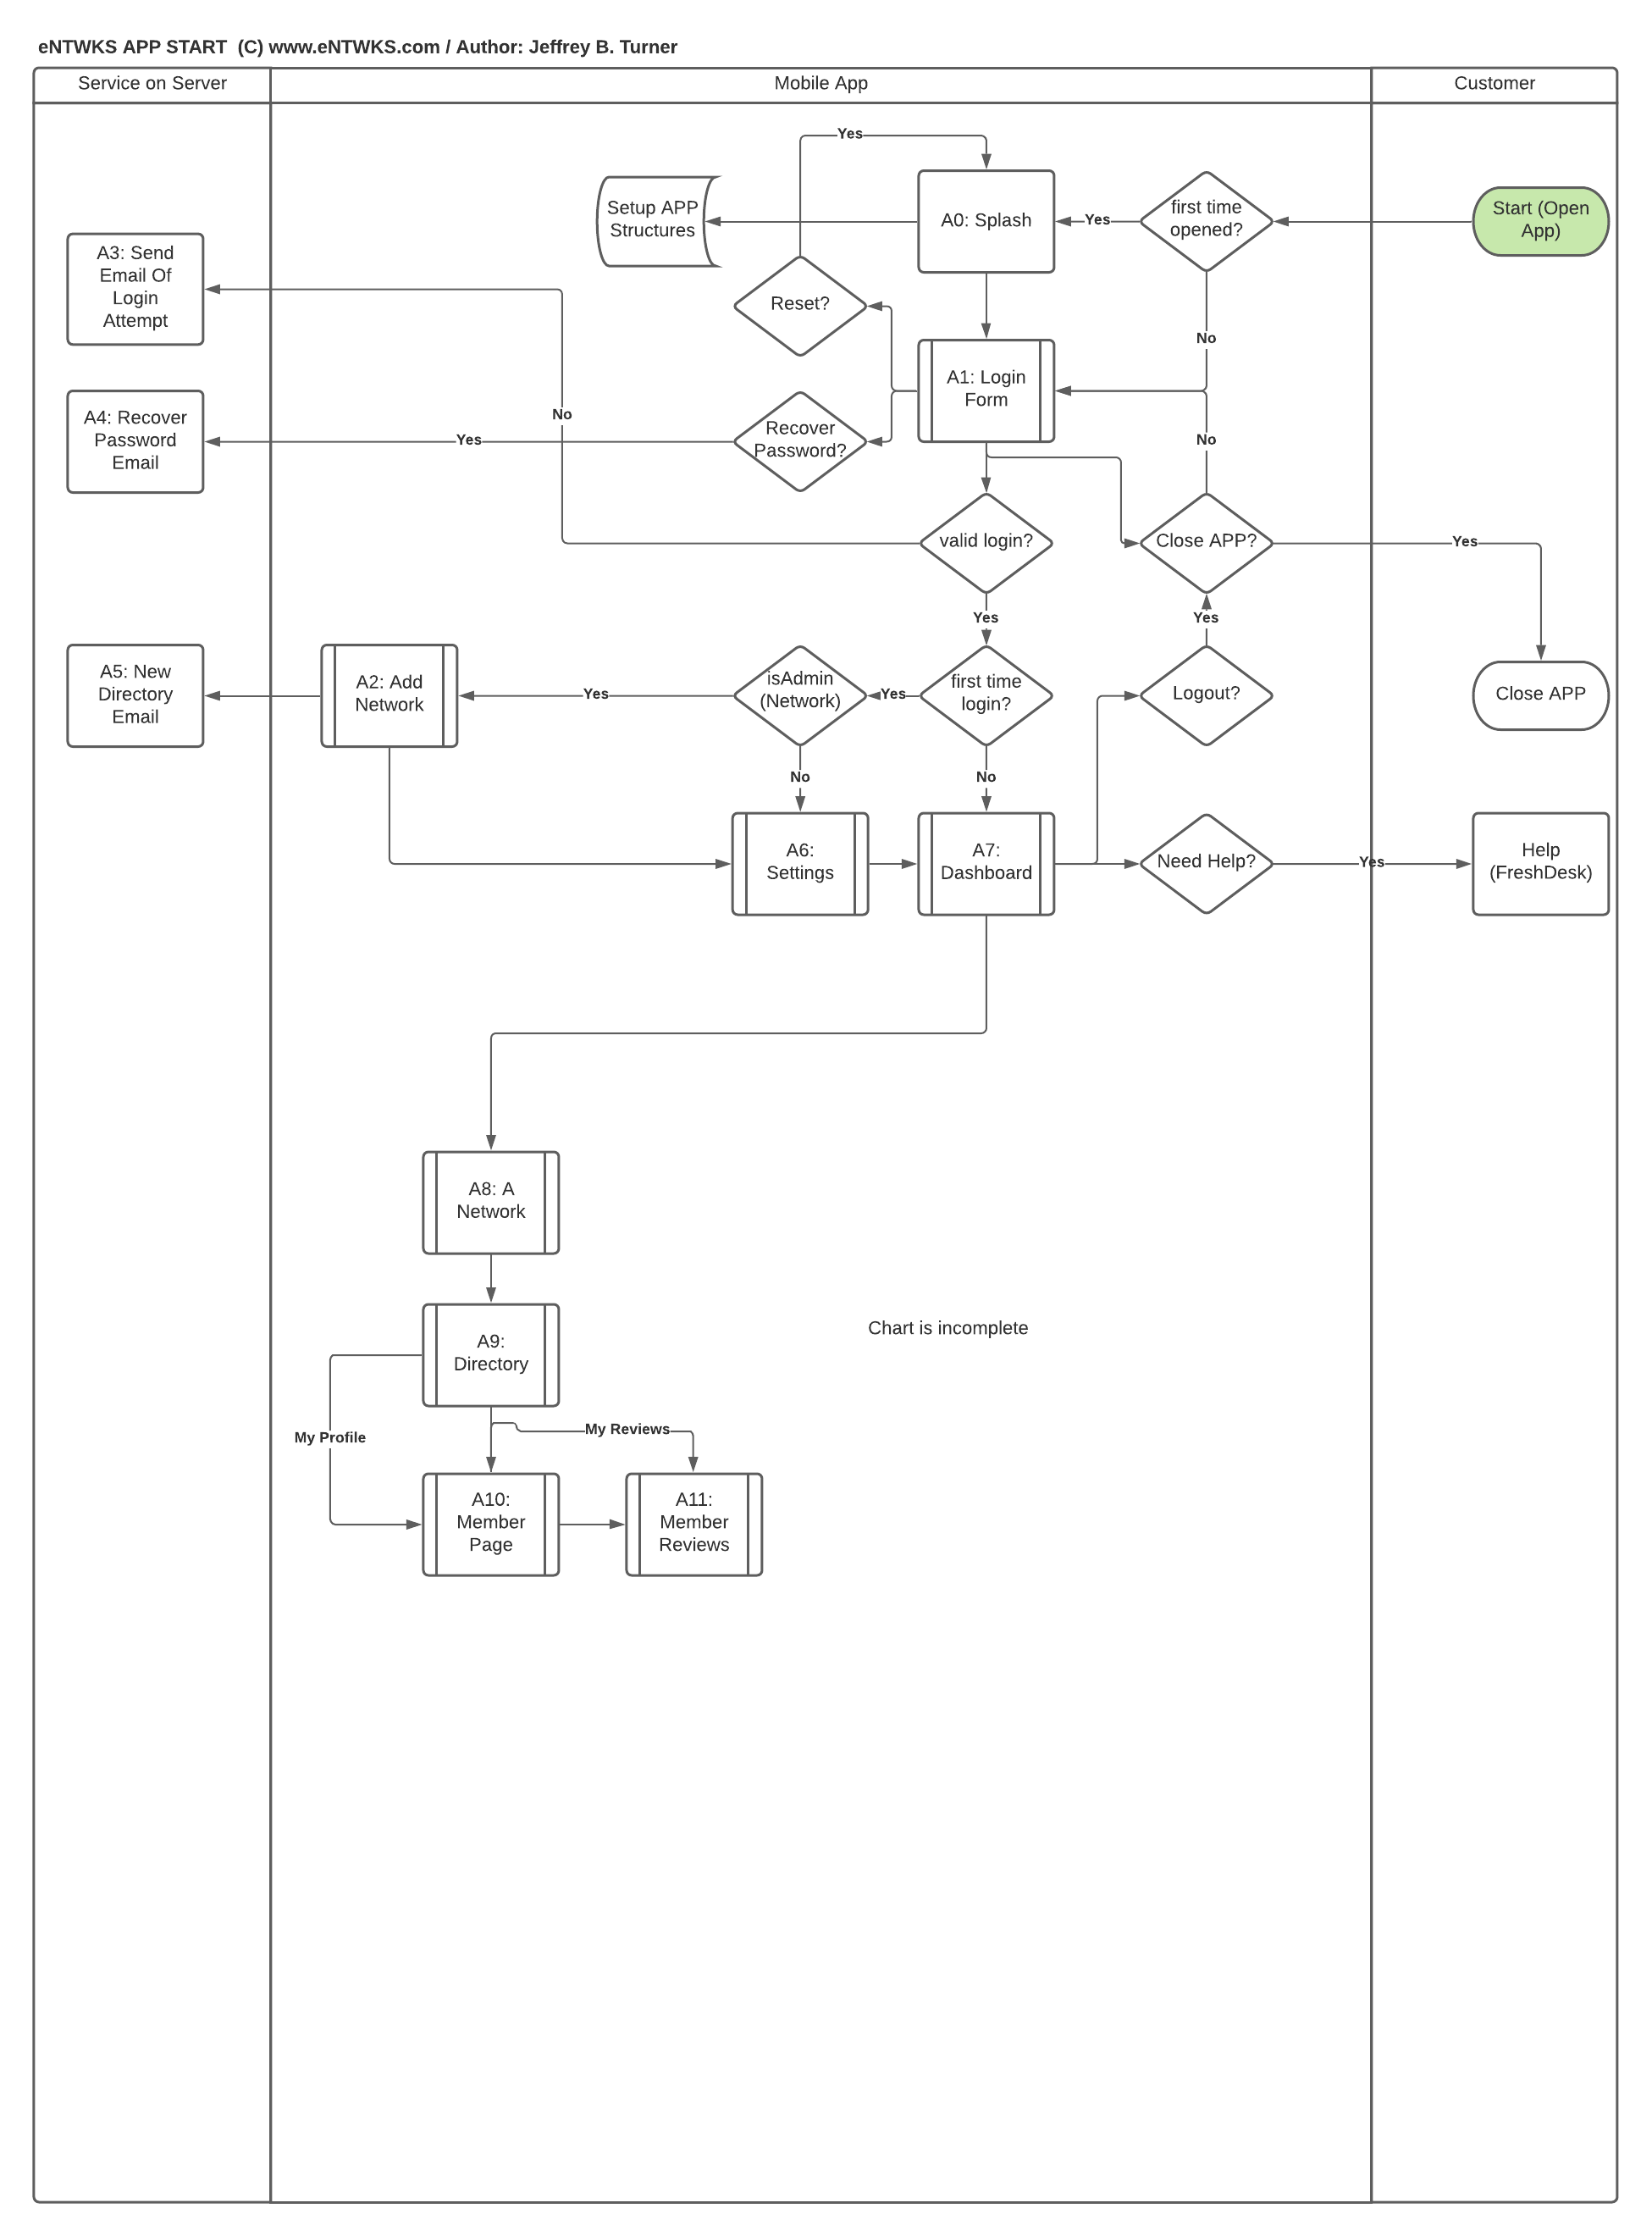 eNTWKS APP START  (C) www.eNTWKS.com / Author: Jeffrey B. Turner
Service on Server
Mobile App
Customer
Yes
Setup APP
Structures
A0: Splash
Yes
first time
opened?
Start (Open
App)
A3: Send
Email Of
Login
Attempt
Reset?
No
A1: Login
Form
A4: Recover
Password
Email
No
Yes
Recover
Password?
No
valid login?
Close APP?
Yes
Yes
Yes
A5: New
Directory
Email
A2: Add
Network
Yes
isAdmin
(Network)
Yes
first time
login?
Logout?
Close APP
No
No
A6:
Settings
A7:
Dashboard
Need Help?
Yes
Help
(FreshDesk)
A8: A
Network
A9:
Directory
Chart is incomplete
My Profile
My Reviews
A10:
Member
Page
A11:
Member
Reviews